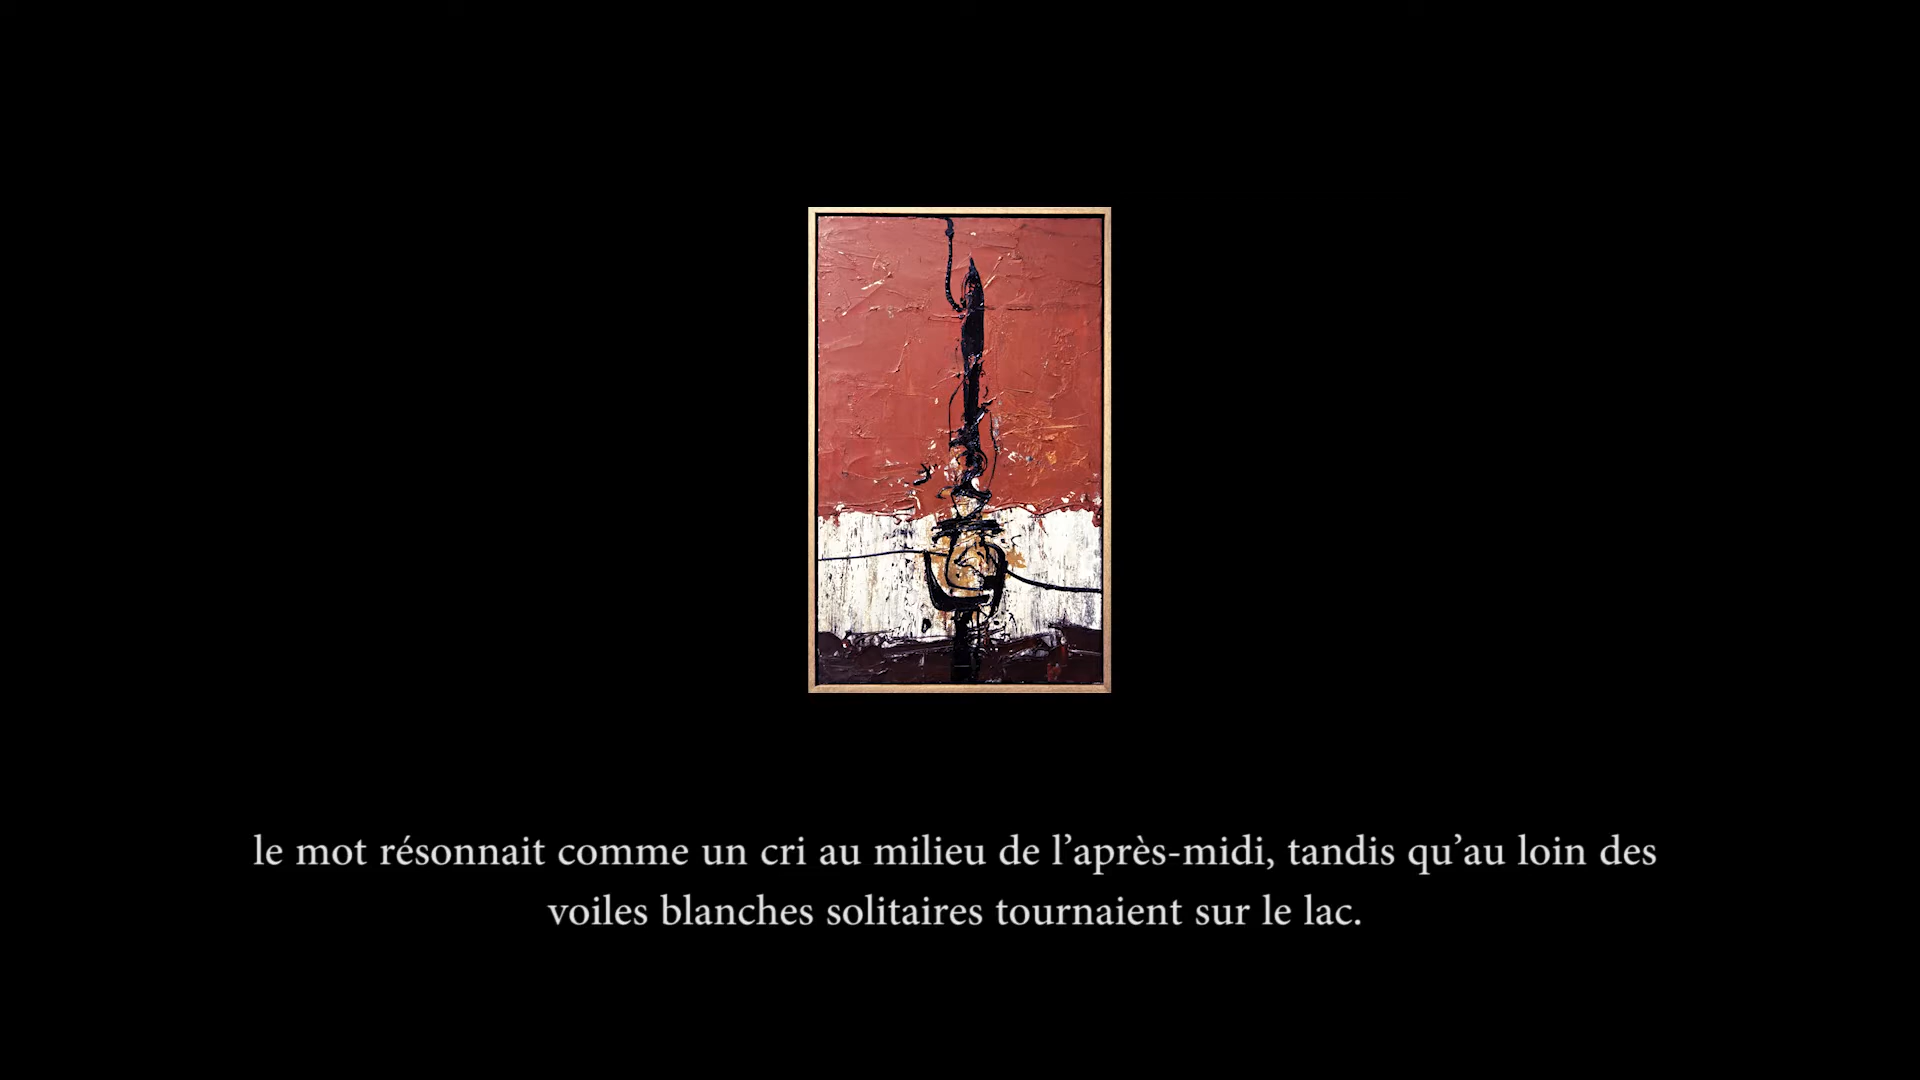 le mot résonnait comme un cri au milieu de l’après-midi, tandis qu’au loin des
voiles blanches solitaires tournaient sur le lac.